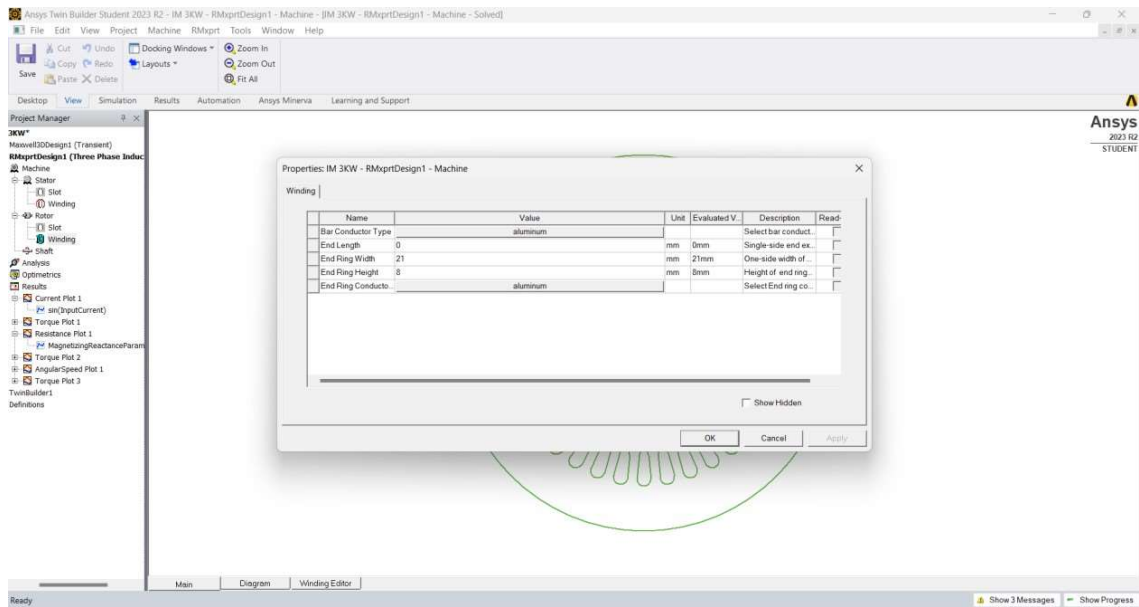 Ansys Twin Builder Student 2023 R2 - IM 3KW - RMxprtDesign1 - Machine - [IM 3KW - RMxprtDesign1 - Machine - Solved]
File Edit View Project Machine RMxprt Tools Window Help
Save
Cut Undo Docking Windows Zoom In
Copy Redo Layouts Zoom Out
Paste Delete Fit All
Desktop View Simulation Results Automation Ansys Minerva Learning and Support
Project Manager
3KW*
Maxwell3DDesign1 (Transient)
RMxprtDesign1 (Three Phase Induc
Machine
Stator
Slot
Winding
Rotor
Slot
Winding
Shaft
Analysis
Optimetrics
Results
Current Plot 1
sin(InputCurrent)
Torque Plot 1
Resistance Plot 1
MagnetizingReactanceParam
Torque Plot 2
AngularSpeed Plot 1
Torque Plot 3
TwinBuilder1
Definitions
Ansys
2023 R2
STUDENT
Properties: IM 3KW - RMxprtDesign1 - Machine
Winding
Name Value Unit Evaluated V... Description Read-
Bar Conductor Type aluminum Select bar conduct...
End Length 0 mm 0mm Single-side end ex...
End Ring Width 21 mm 21mm One-side width of ...
End Ring Height 8 mm 8mm Height of end ring...
End Ring Conducto... aluminum Select End ring co...
Show Hidden
OK Cancel Apply
Main Diagram Winding Editor
Ready Show 3 Messages Show Progress